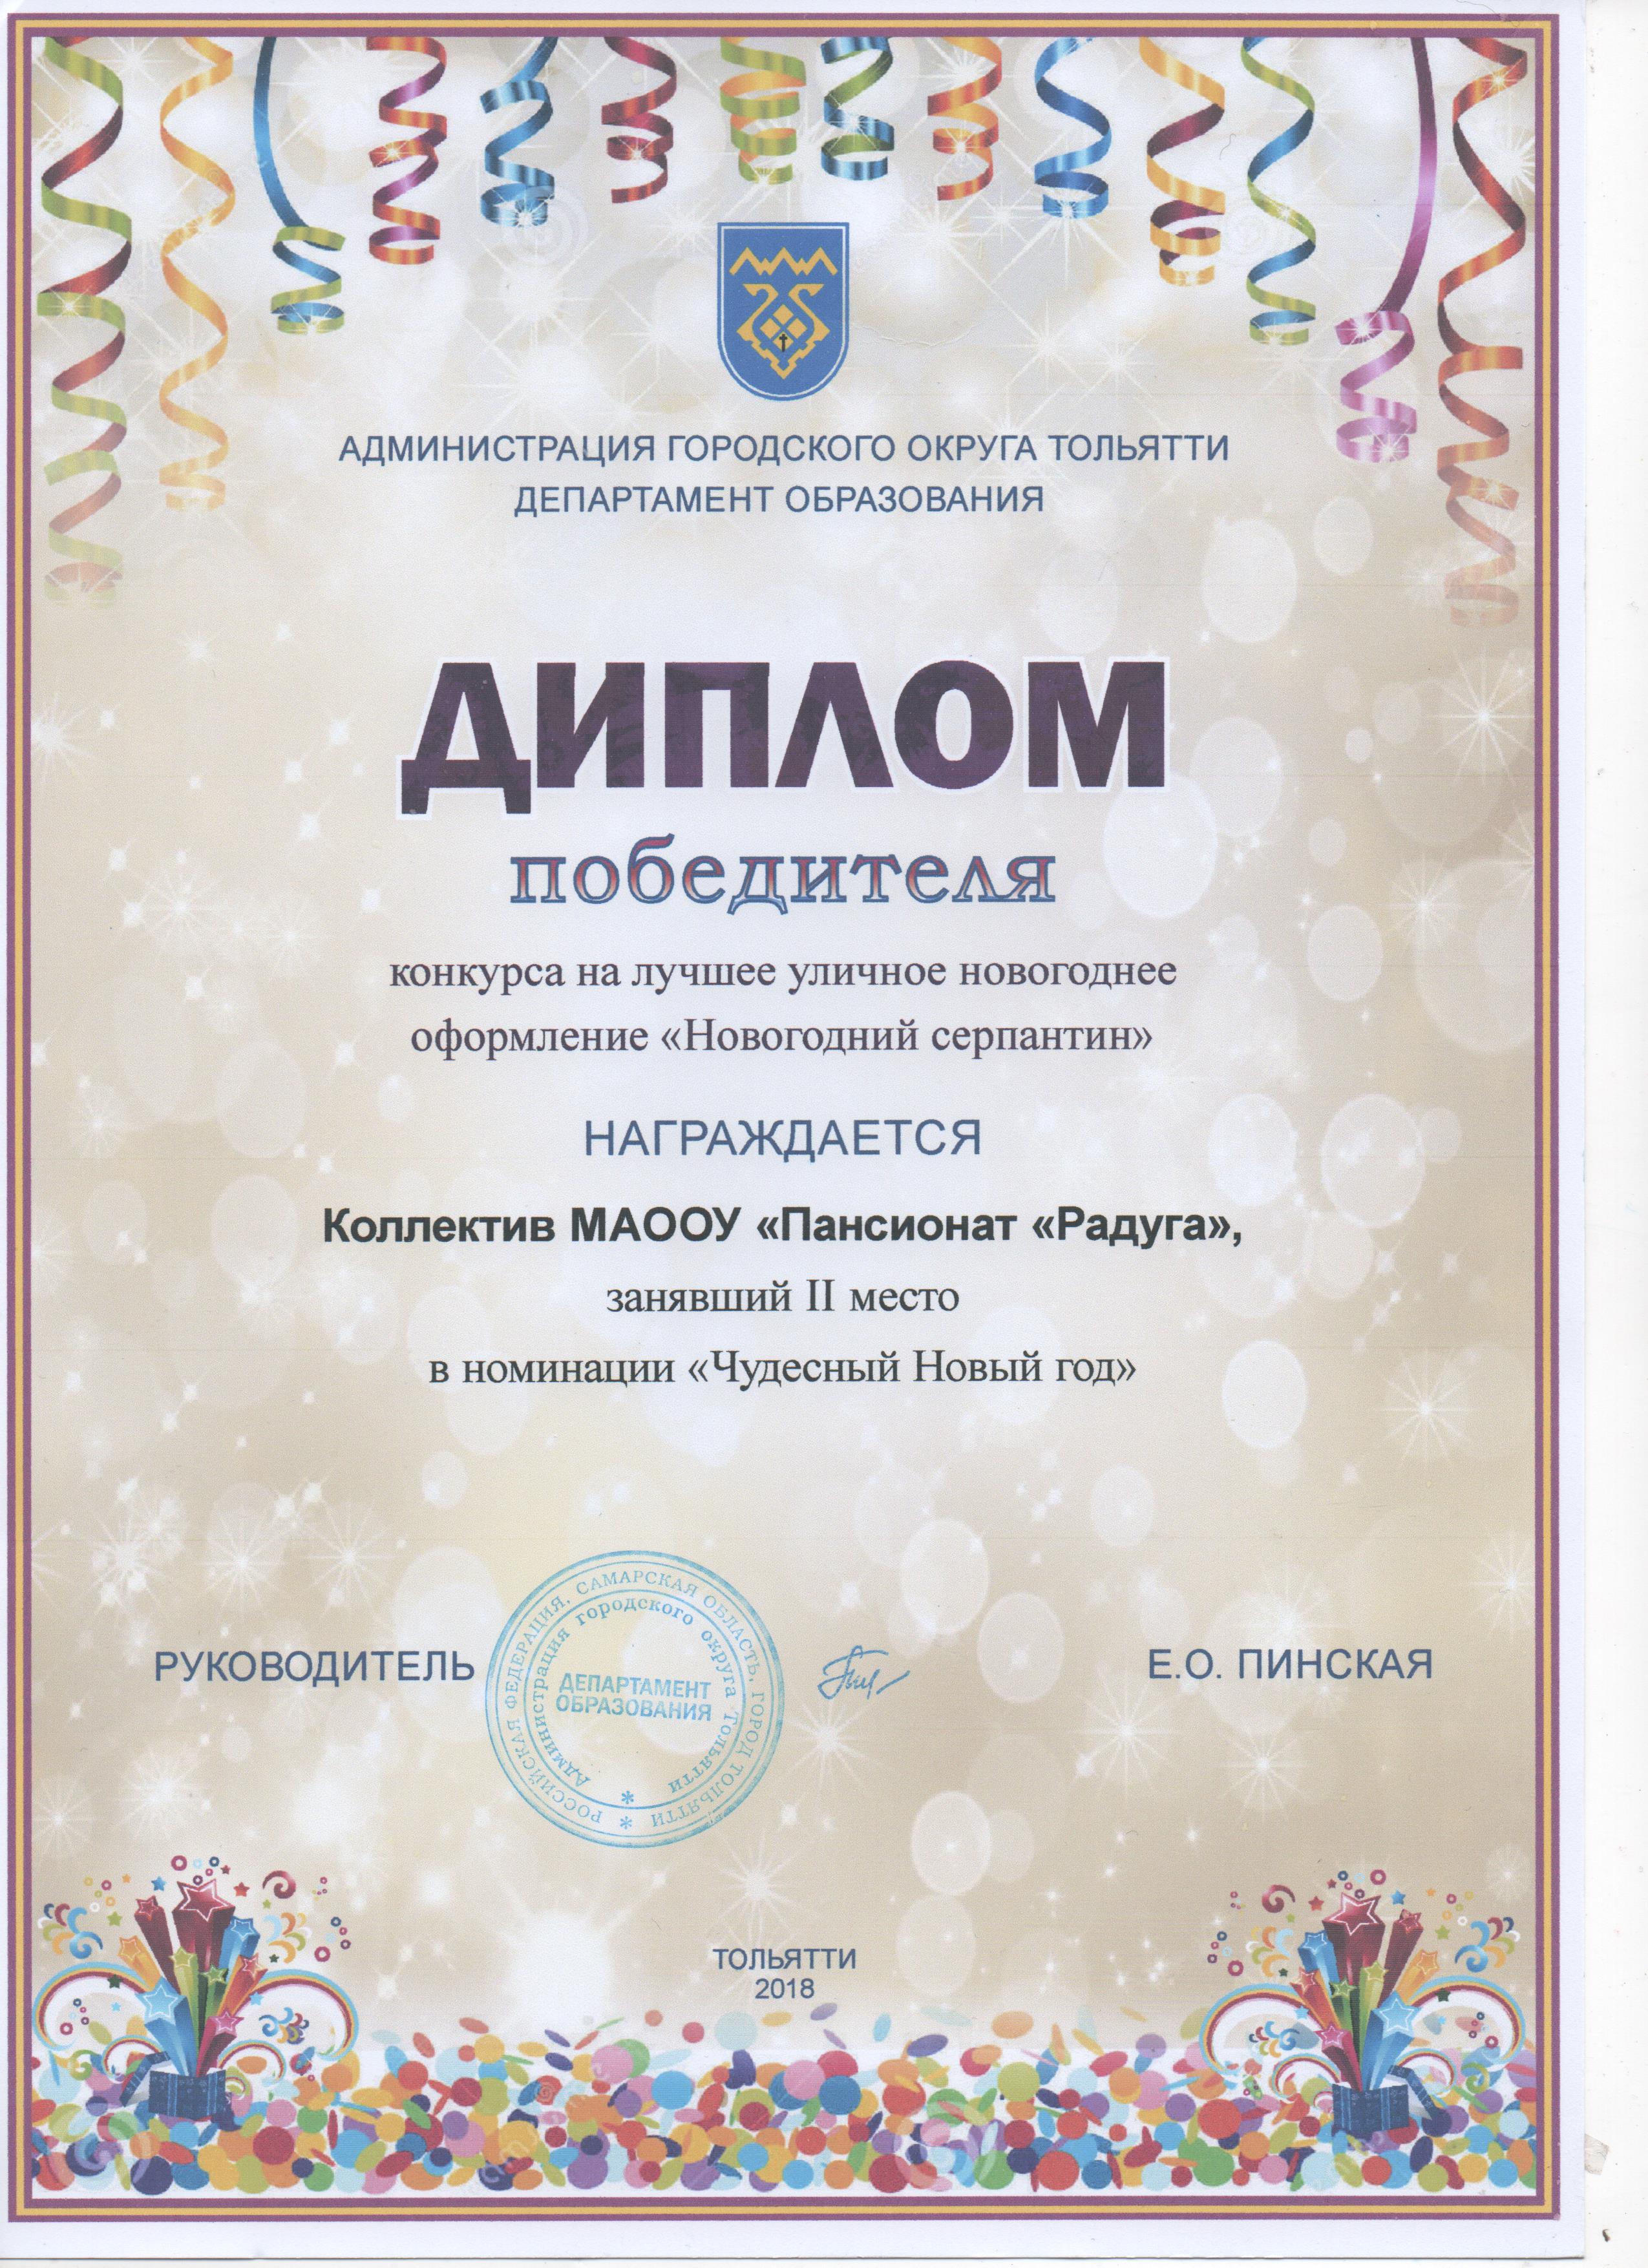 АДМИНИСТРАЦИЯ ГОРОДСКОГО ОКРУГА ТОЛЬЯТТИ
ДЕПАРТАМЕНТ ОБРАЗОВАНИЯ
ДИПЛОМ
победителя
конкурса на лучшее уличное новогоднее
оформление «Новогодний серпантин»
НАГРАЖДАЕТСЯ
Коллектив МАООУ «Пансионат «Радуга»,
занявший II место
в номинации «Чудесный Новый год»
РУКОВОДИТЕЛЬ
РОССИЙСКАЯ ФЕДЕРАЦИЯ, САМАРСКАЯ ОБЛАСТЬ, ГОРОД ТОЛЬЯТТИ *
Администрация городского округа Тольятти *
ДЕПАРТАМЕНТ
ОБРАЗОВАНИЯ
Е.О. ПИНСКАЯ
ТОЛЬЯТТИ
2018